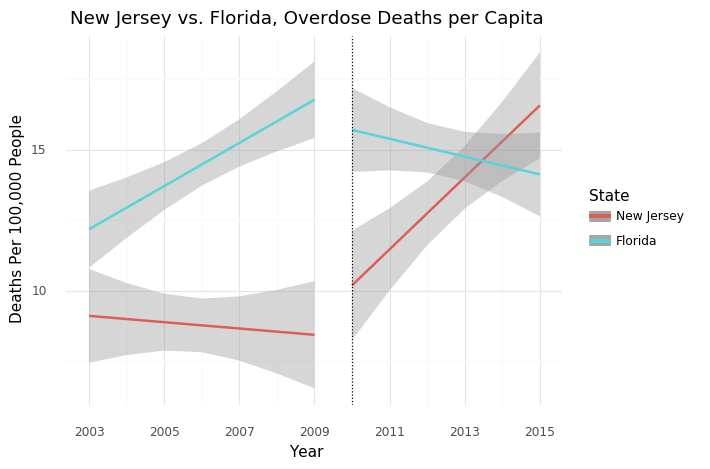 New Jersey vs. Florida, Overdose Deaths per Capita
Deaths Per 100,000 People
15
10
2003 2005 2007 2009 2011 2013 2015
Year
State
New Jersey
Florida